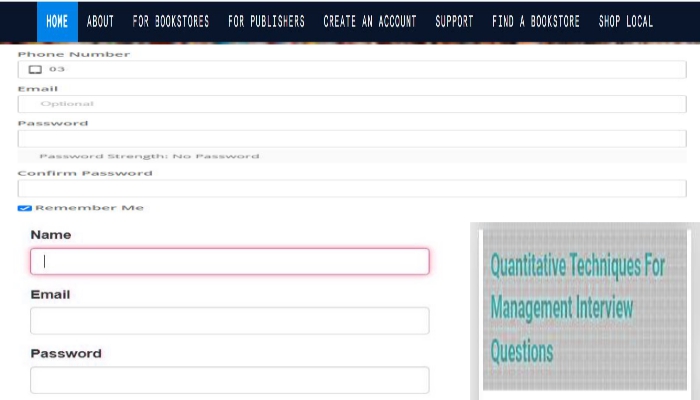 HOME ABOUT FOR BOOKSTORES FOR PUBLISHERS CREATE AN ACCOUNT SUPPORT FIND A BOOKSTORE SHOP LOCAL
Phone Number
03
Email
Optional
Password
Password Strength: No Password
Confirm Password
Remember Me
Name
Email
Password
Quantitative Techniques For
Management Interview
Questions